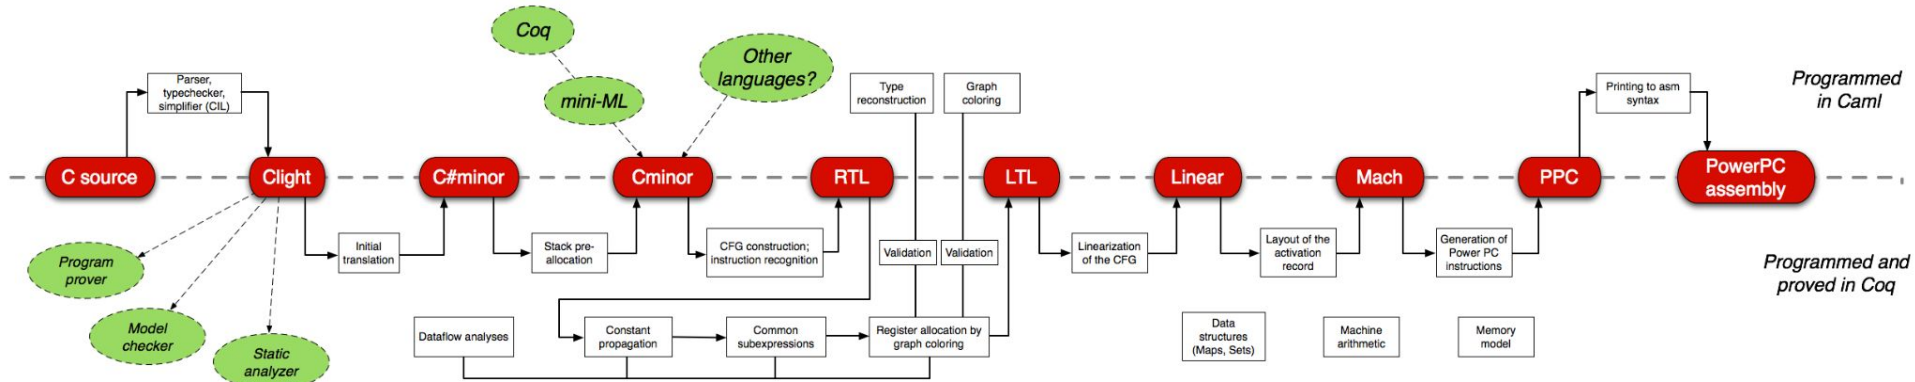 Coq
Other
languages?
mini-ML
Parser,
typechecker,
simplifier (CIL)
Type
reconstruction
Graph
coloring
Printing to asm
syntax
Programmed
in Caml
C source
Clight
C#minor
Cminor
RTL
LTL
Linear
Mach
PPC
PowerPC
assembly
Initial
translation
Stack pre-
allocation
CFG construction;
instruction recognition
Validation
Validation
Linearization
of the CFG
Layout of the
activation
record
Generation of
Power PC
instructions
Programmed and
proved in Coq
Program
prover
Model
checker
Static
analyzer
Dataflow analyses
Constant
propagation
Common
subexpressions
Register allocation by
graph coloring
Data
structures
(Maps, Sets)
Machine
arithmetic
Memory
model